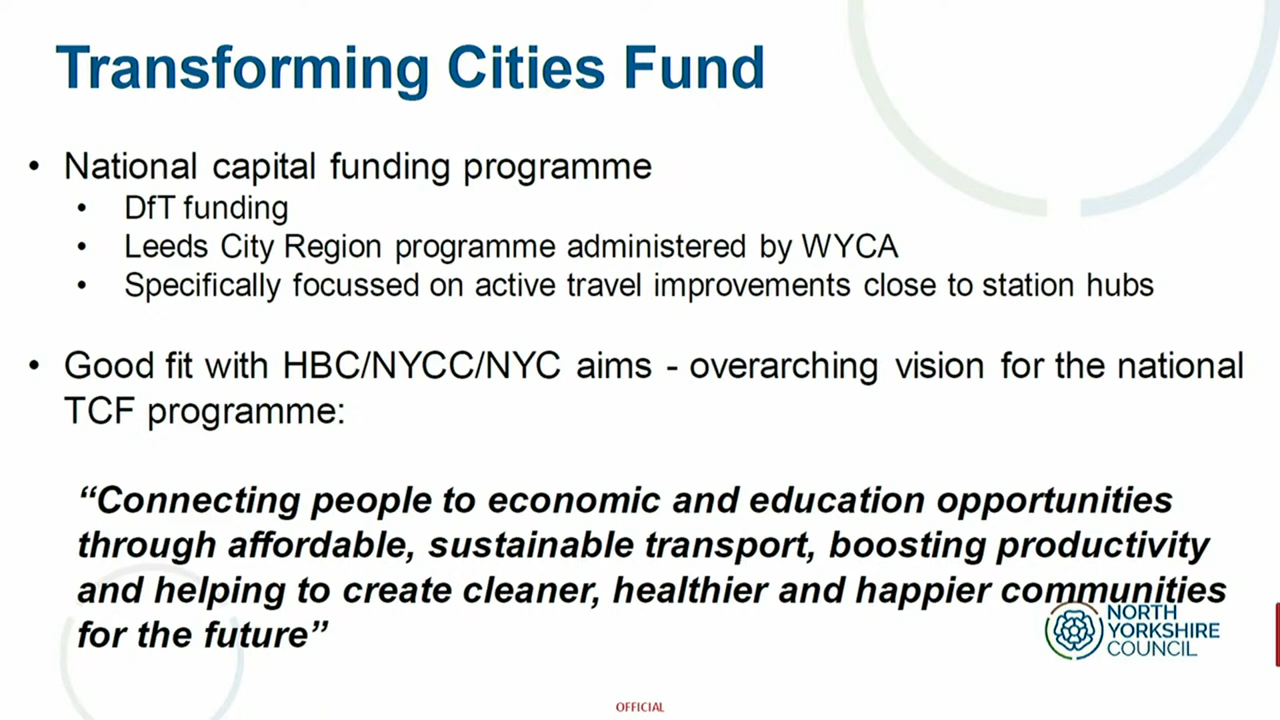 Transforming Cities Fund
• National capital funding programme
• DfT funding
• Leeds City Region programme administered by WYCA
• Specifically focussed on active travel improvements close to station hubs
• Good fit with HBC/NYCC/NYC aims - overarching vision for the national
TCF programme:
“Connecting people to economic and education opportunities
through affordable, sustainable transport, boosting productivity
and helping to create cleaner, healthier and happier communities
for the future”
NORTH
YORKSHIRE
COUNCIL
OFFICIAL